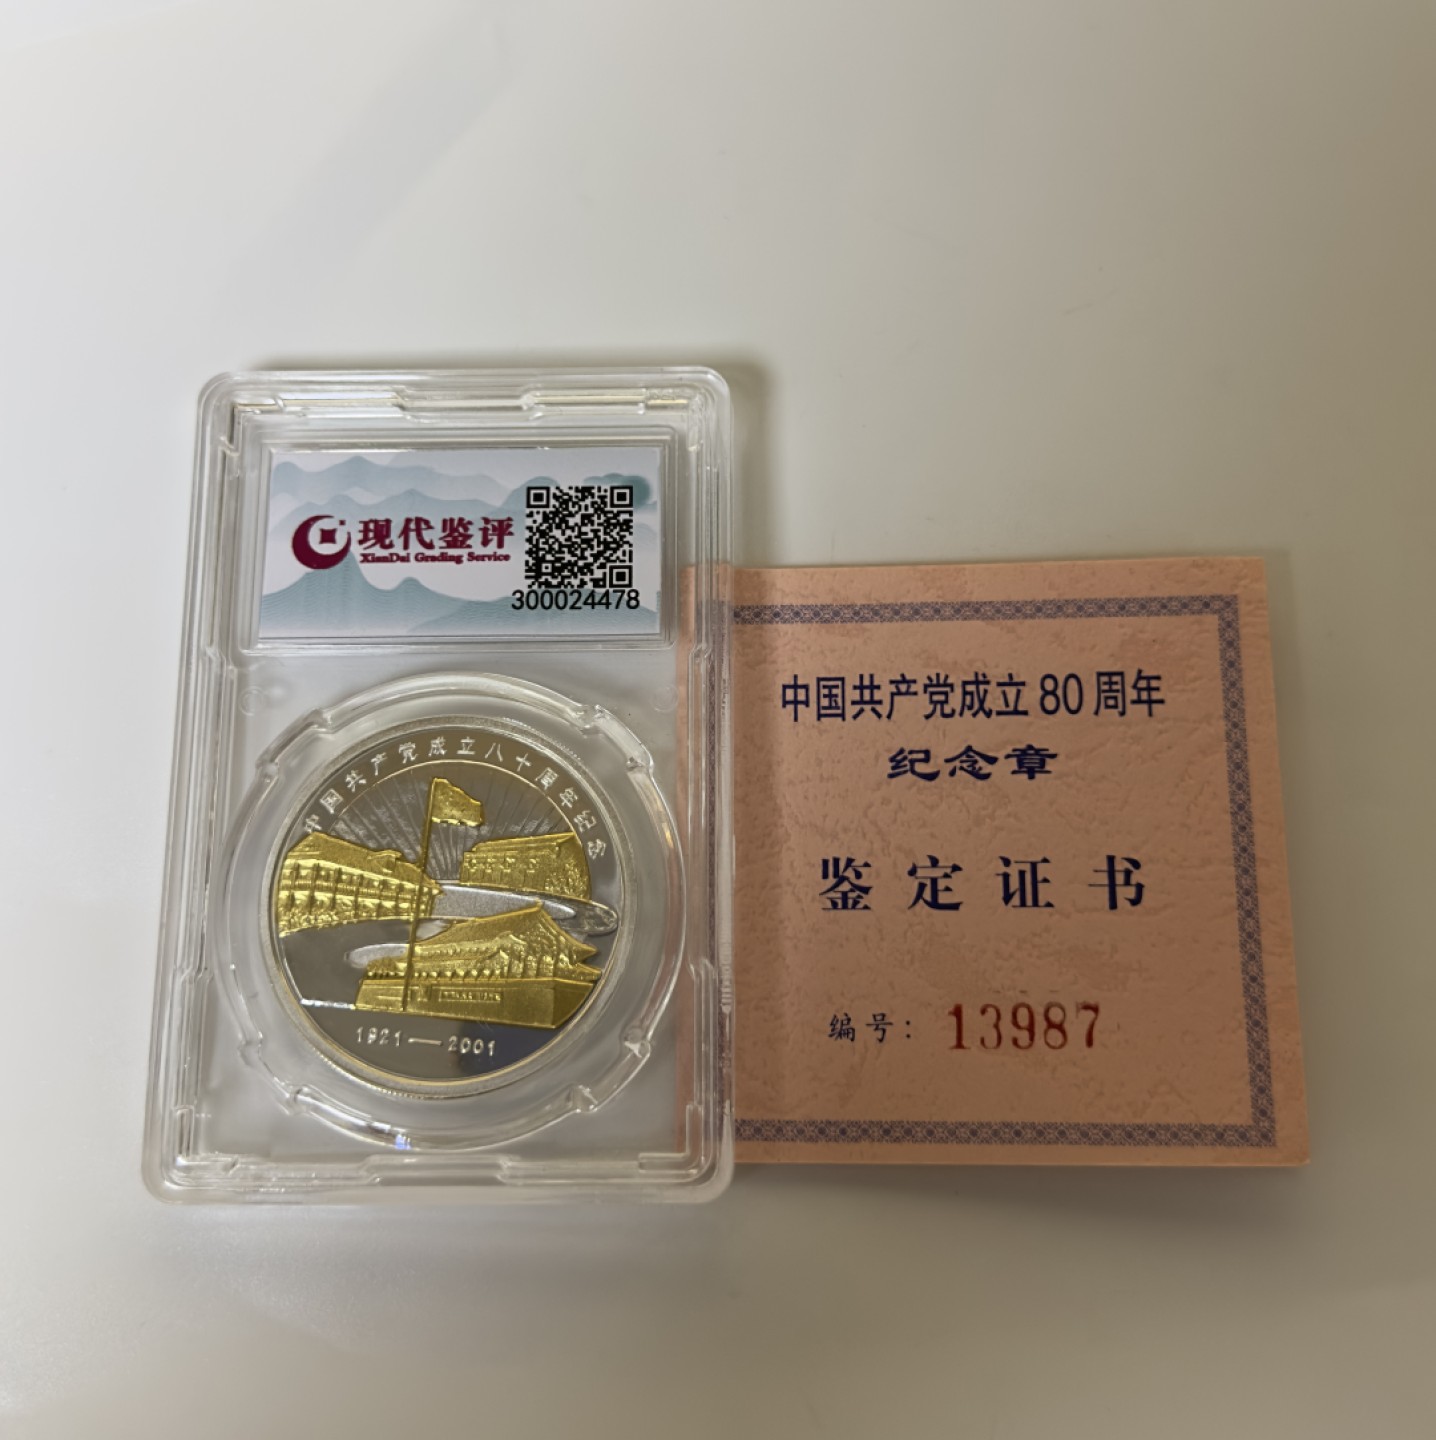 现代鉴评
XianDai Grading Service
300024478
中国共产党成立八十周年纪念
1921—2001
中国共产党成立80周年
纪念章
鉴定证书
编号：13987